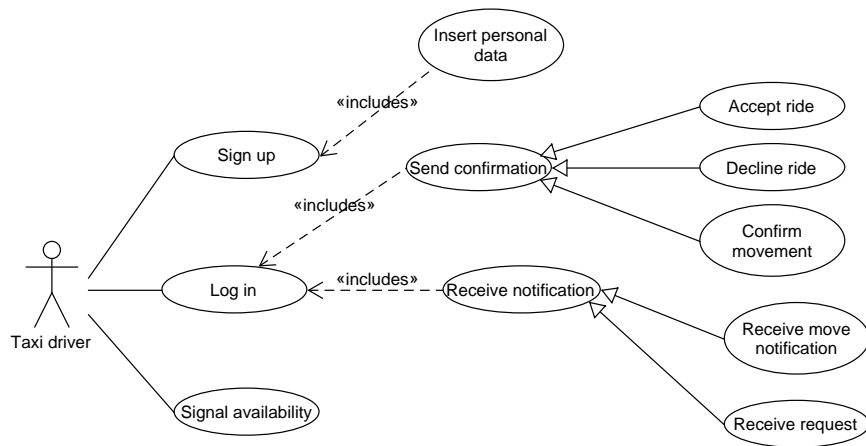 Insert personal
data
«includes»
Accept ride
Sign up
Send confirmation
Decline ride
«includes»
Confirm
movement
«includes»
Log in
Receive notification
Receive move
notification
Taxi driver
Signal availability
Receive request